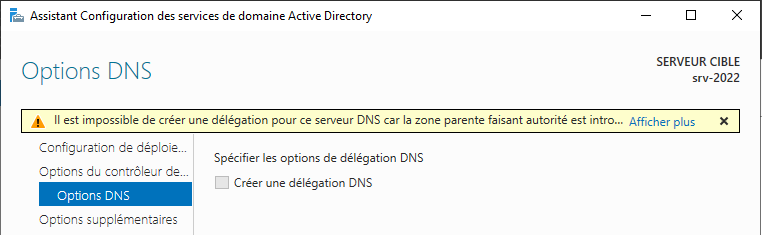 Assistant Configuration des services de domaine Active Directory
Options DNS
SERVEUR CIBLE
srv-2022
Il est impossible de créer une délégation pour ce serveur DNS car la zone parente faisant autorité est intro... Afficher plus
Configuration de déploie...
Options du contrôleur de...
Options DNS
Options supplémentaires
Spécifier les options de délégation DNS
Créer une délégation DNS